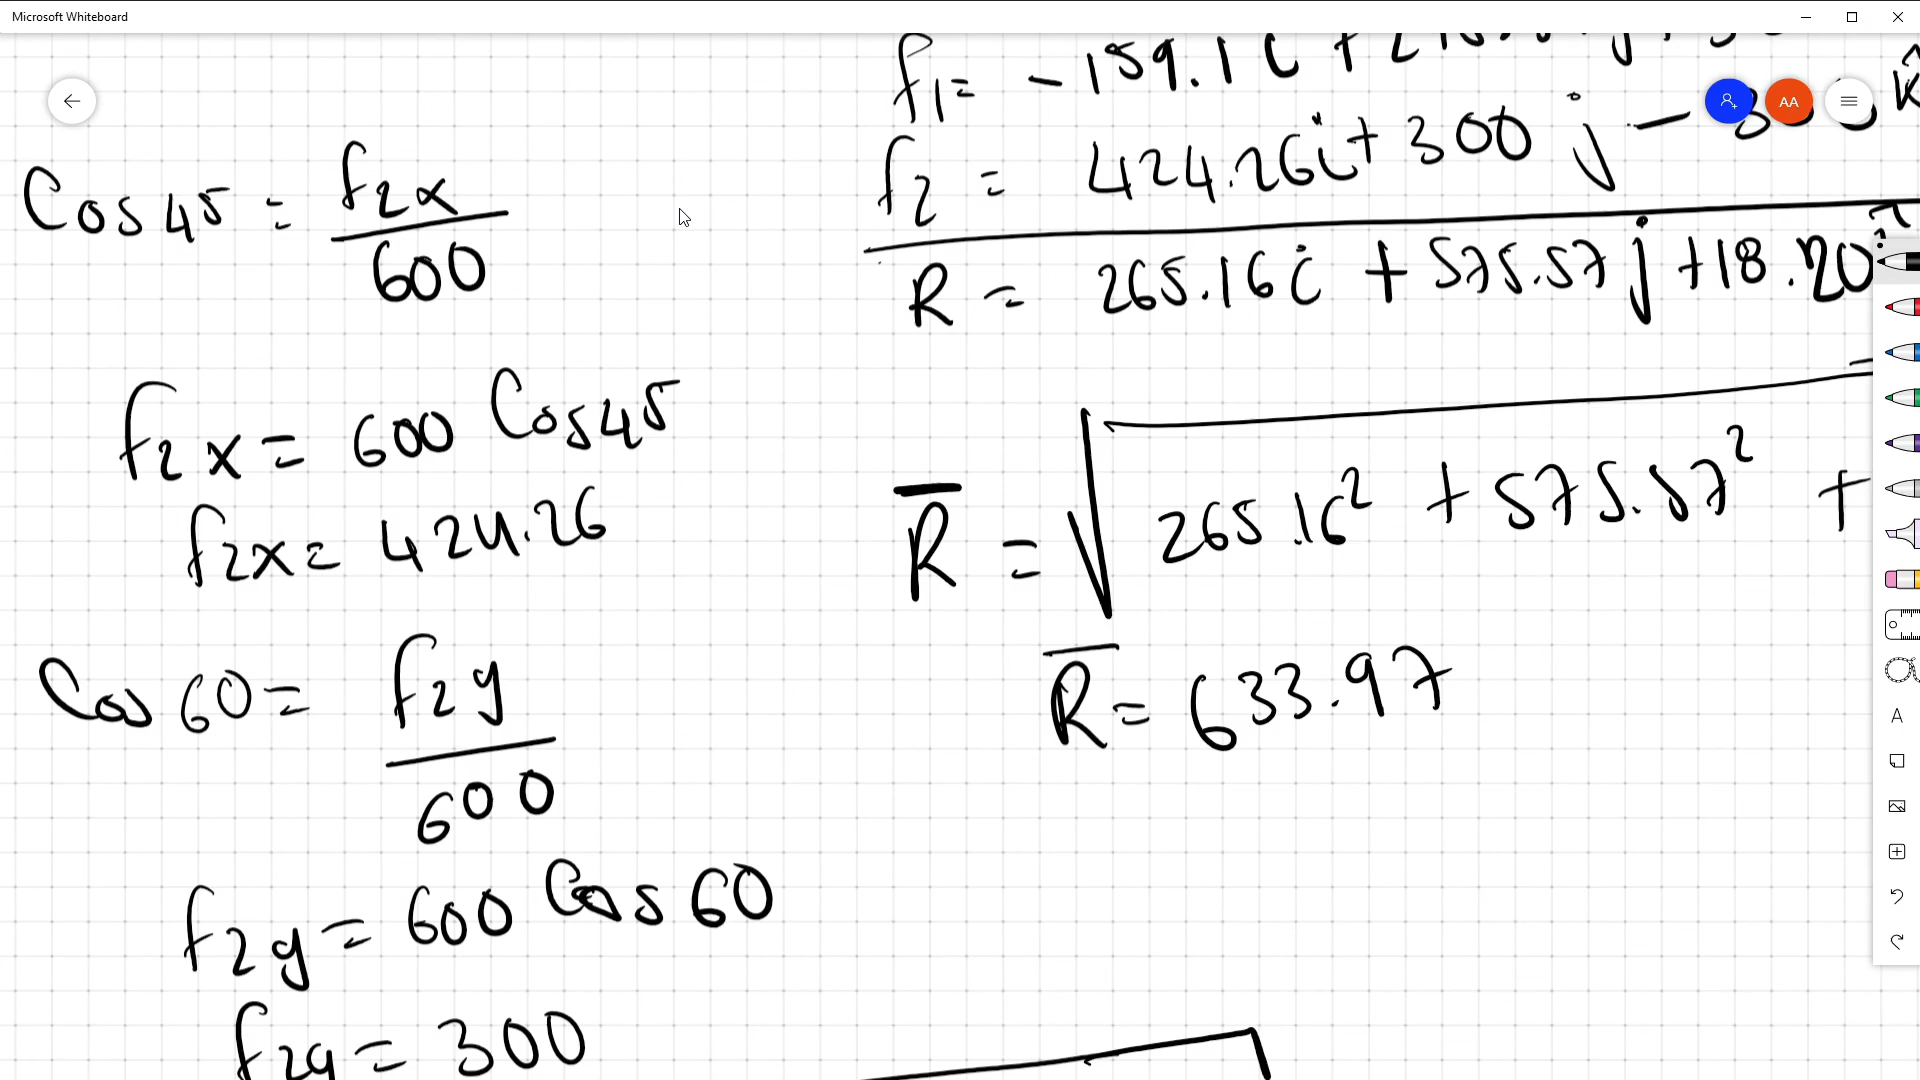 Microsoft Whiteboard
AA
Cos 45 = f2x
600
f2x = 600 Cos 45
f2x = 424.26
Cos 60 = f2y
600
f2y = 600 Cos 60
f2y = 300
f1 = -159.1 i +
f2 = 424.26 i + 300 j -
R = 265.16 i + 575.57 j + 18.20
R = √ 265.16² + 575.57² +
R = 633.97
A